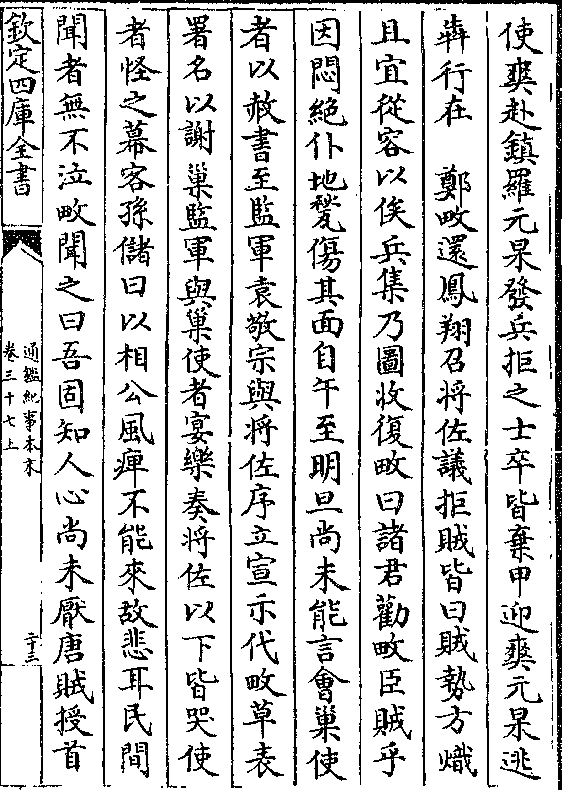 使爽赴鎮羅元杲發兵拒之士卒皆棄甲迎爽元杲逃
犇行在　鄭畋還鳳翔召將佐議拒賊皆曰賊勢方熾
且宜從容以俟兵集乃圖收復畋曰諸君勸畋臣賊乎
因悶絕仆地甃傷其面自午至明旦尚未能言會巢使
者以赦書至監軍袁敬宗與將佐序立宣示代畋草表
署名以謝巢監軍與巢使者宴樂奏將佐以下皆哭使
者怪之幕客孫儲曰以相公風痺不能來故悲耳民間
聞者無不泣畋聞之曰吾固知人心尚未厭唐賊授首
欽定四庫全書
通鑑紀事本末
卷三十七上
二十三